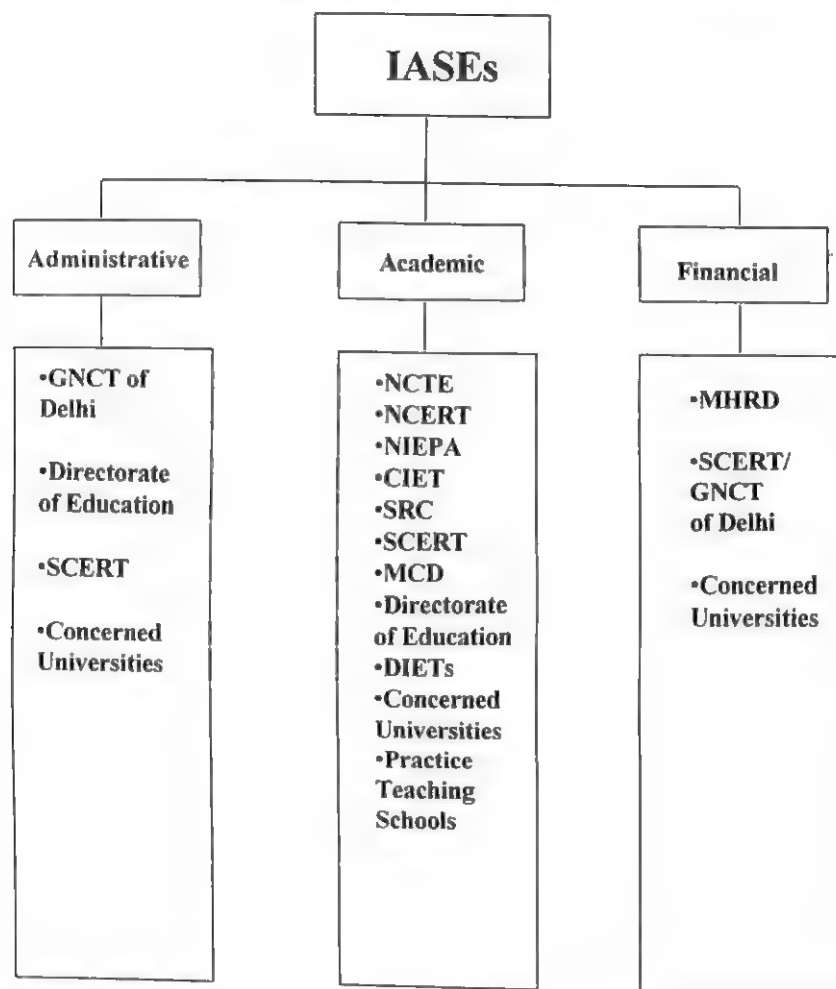 IASEs
Administrative
Academic
Financial
•GNCT of
Delhi
•Directorate
of Education
•SCERT
•Concerned
Universities
•NCTE
•NCERT
•NIEPA
•CIET
•SRC
•SCERT
•MCD
•Directorate
of Education
•DIETs
•Concerned
Universities
•Practice
Teaching
Schools
•MHRD
•SCERT/
GNCT
of Delhi
•Concerned
Universities